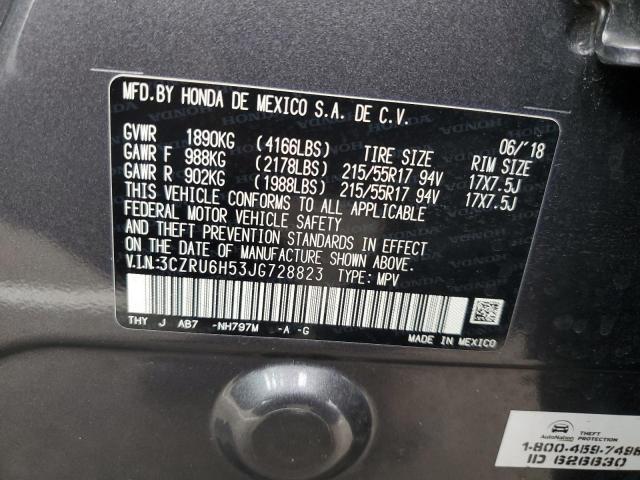 MFD.BY HONDA DE MEXICO S.A. DE C.V.
06/'18
GVWR 1890KG (4166LBS) TIRE SIZE RIM SIZE
GAWR F 988KG (2178LBS) 215/55R17 94V 17X7.5J
GAWR R 902KG (1988LBS) 215/55R17 94V 17X7.5J
THIS VEHICLE CONFORMS TO ALL APPLICABLE
FEDERAL MOTOR VEHICLE SAFETY
AND THEFT PREVENTION STANDARDS IN EFFECT
ON THE DATE OF MANUFACTURE SHOWN ABOVE.
V.I.N.:3CZRU6H53JG728823 TYPE: MPV
THY J AB7 -NH797M -A -G
MADE IN MEXICO
AutoNation THEFT
PROTECTION
1-800-459-7498
ID 626630